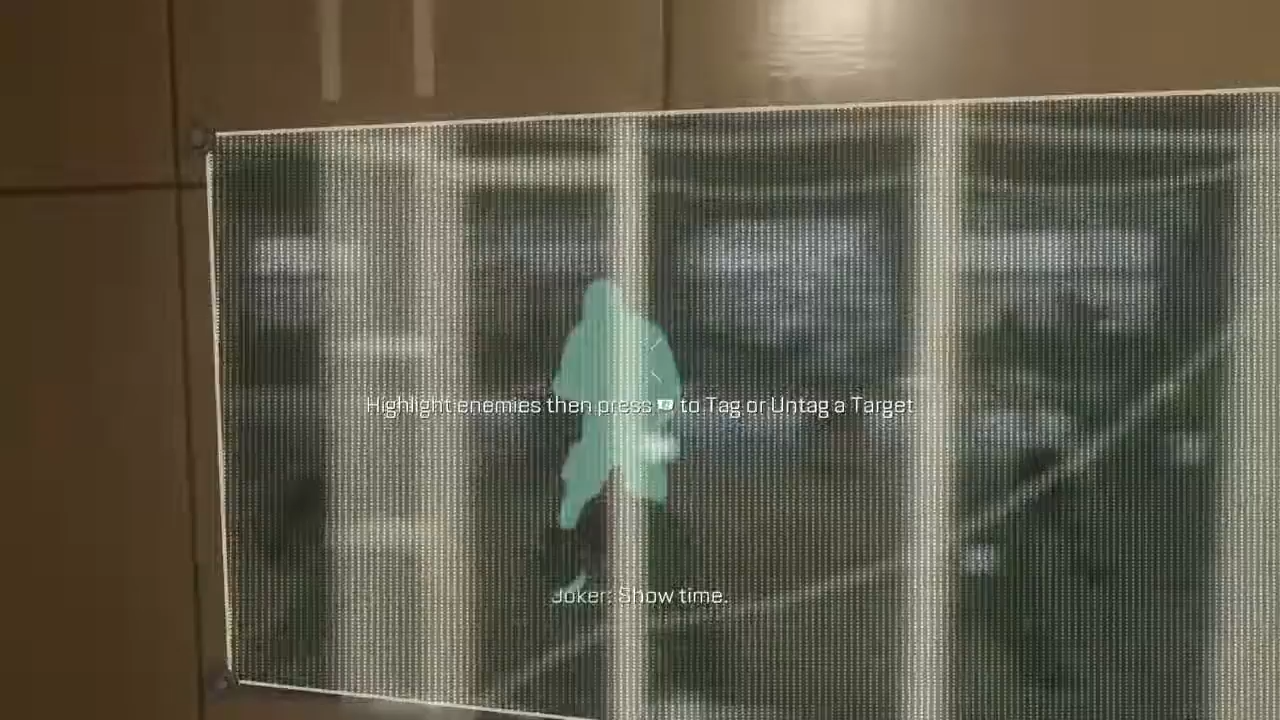 Highlight enemies then press to Tag or Untag a Target
Joker: Show time.